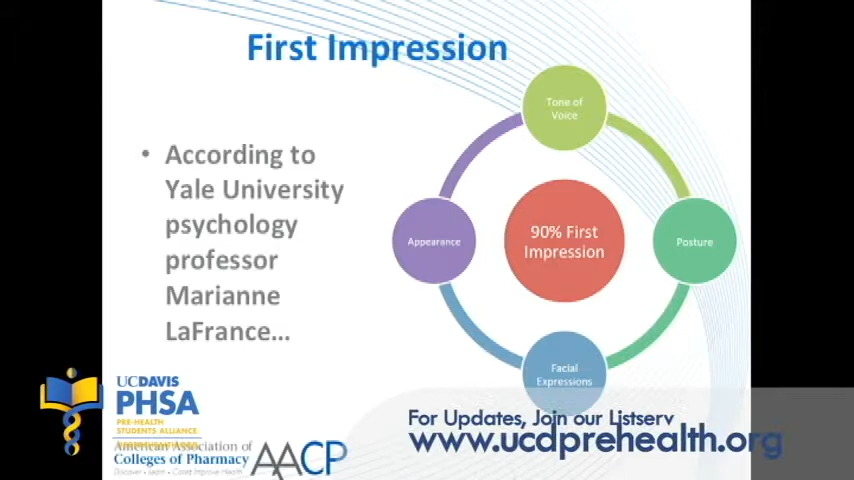 First Impression
• According to
Yale University
psychology
professor
Marianne
LaFrance...
Tone of
Voice
Appearance
90% First
Impression
Posture
Facial
Expressions
UCDAVIS
PHSA
PRE-HEALTH
STUDENTS ALLIANCE
American Association of
Colleges of Pharmacy
AACP
For Updates, Join our Listserv
www.ucdprehealth.org